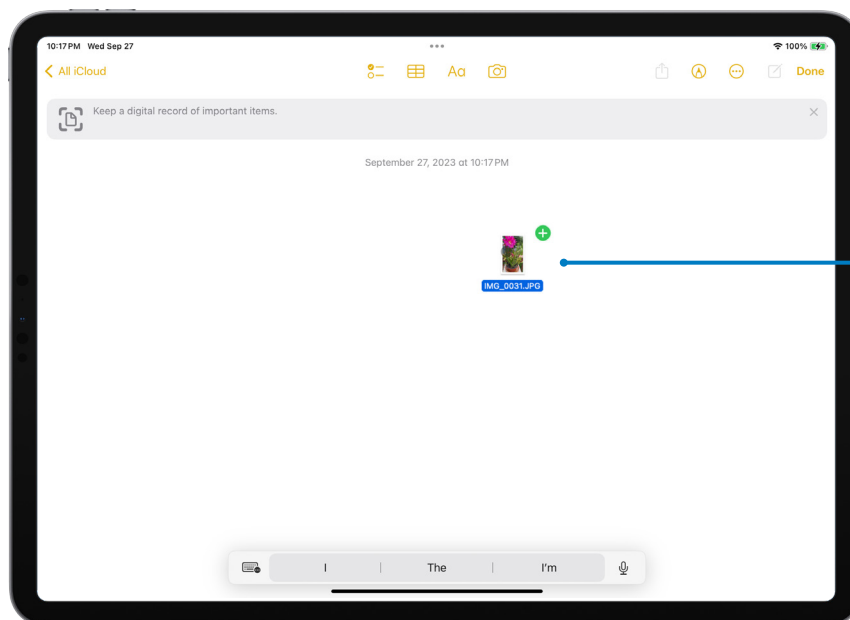 10:17 PM Wed Sep 27
100%
All iCloud
Aa
Done
Keep a digital record of important items.
September 27, 2023 at 10:17 PM
IMG_0031.JPG
I The I'm